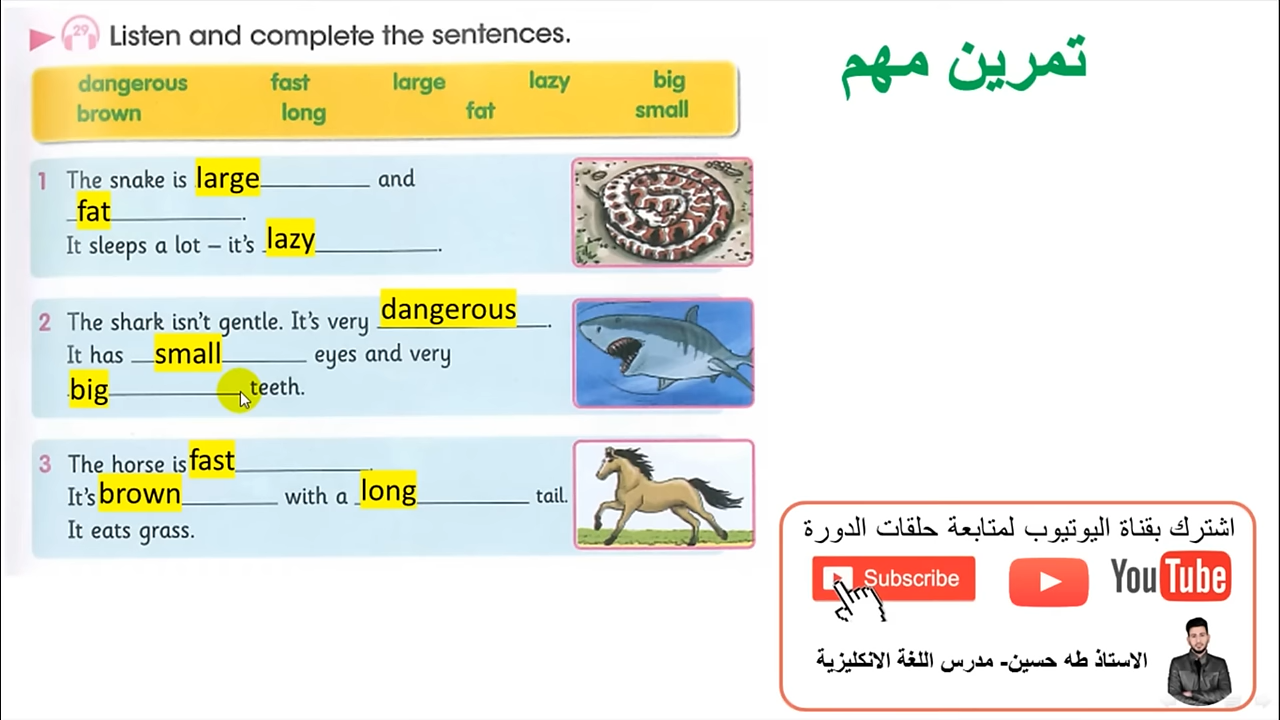 29 Listen and complete the sentences.
تمرين مهم
dangerous fast large lazy big
brown long fat small
1 The snake is large and
fat.
It sleeps a lot – it's lazy.
2 The shark isn't gentle. It's very dangerous.
It has small eyes and very
big teeth.
3 The horse is fast.
It's brown with a long tail.
It eats grass.
اشترك بقناة اليوتيوب لمتابعة حلقات الدورة
Subscribe
YouTube
الاستاذ طه حسين- مدرس اللغة الانكليزية